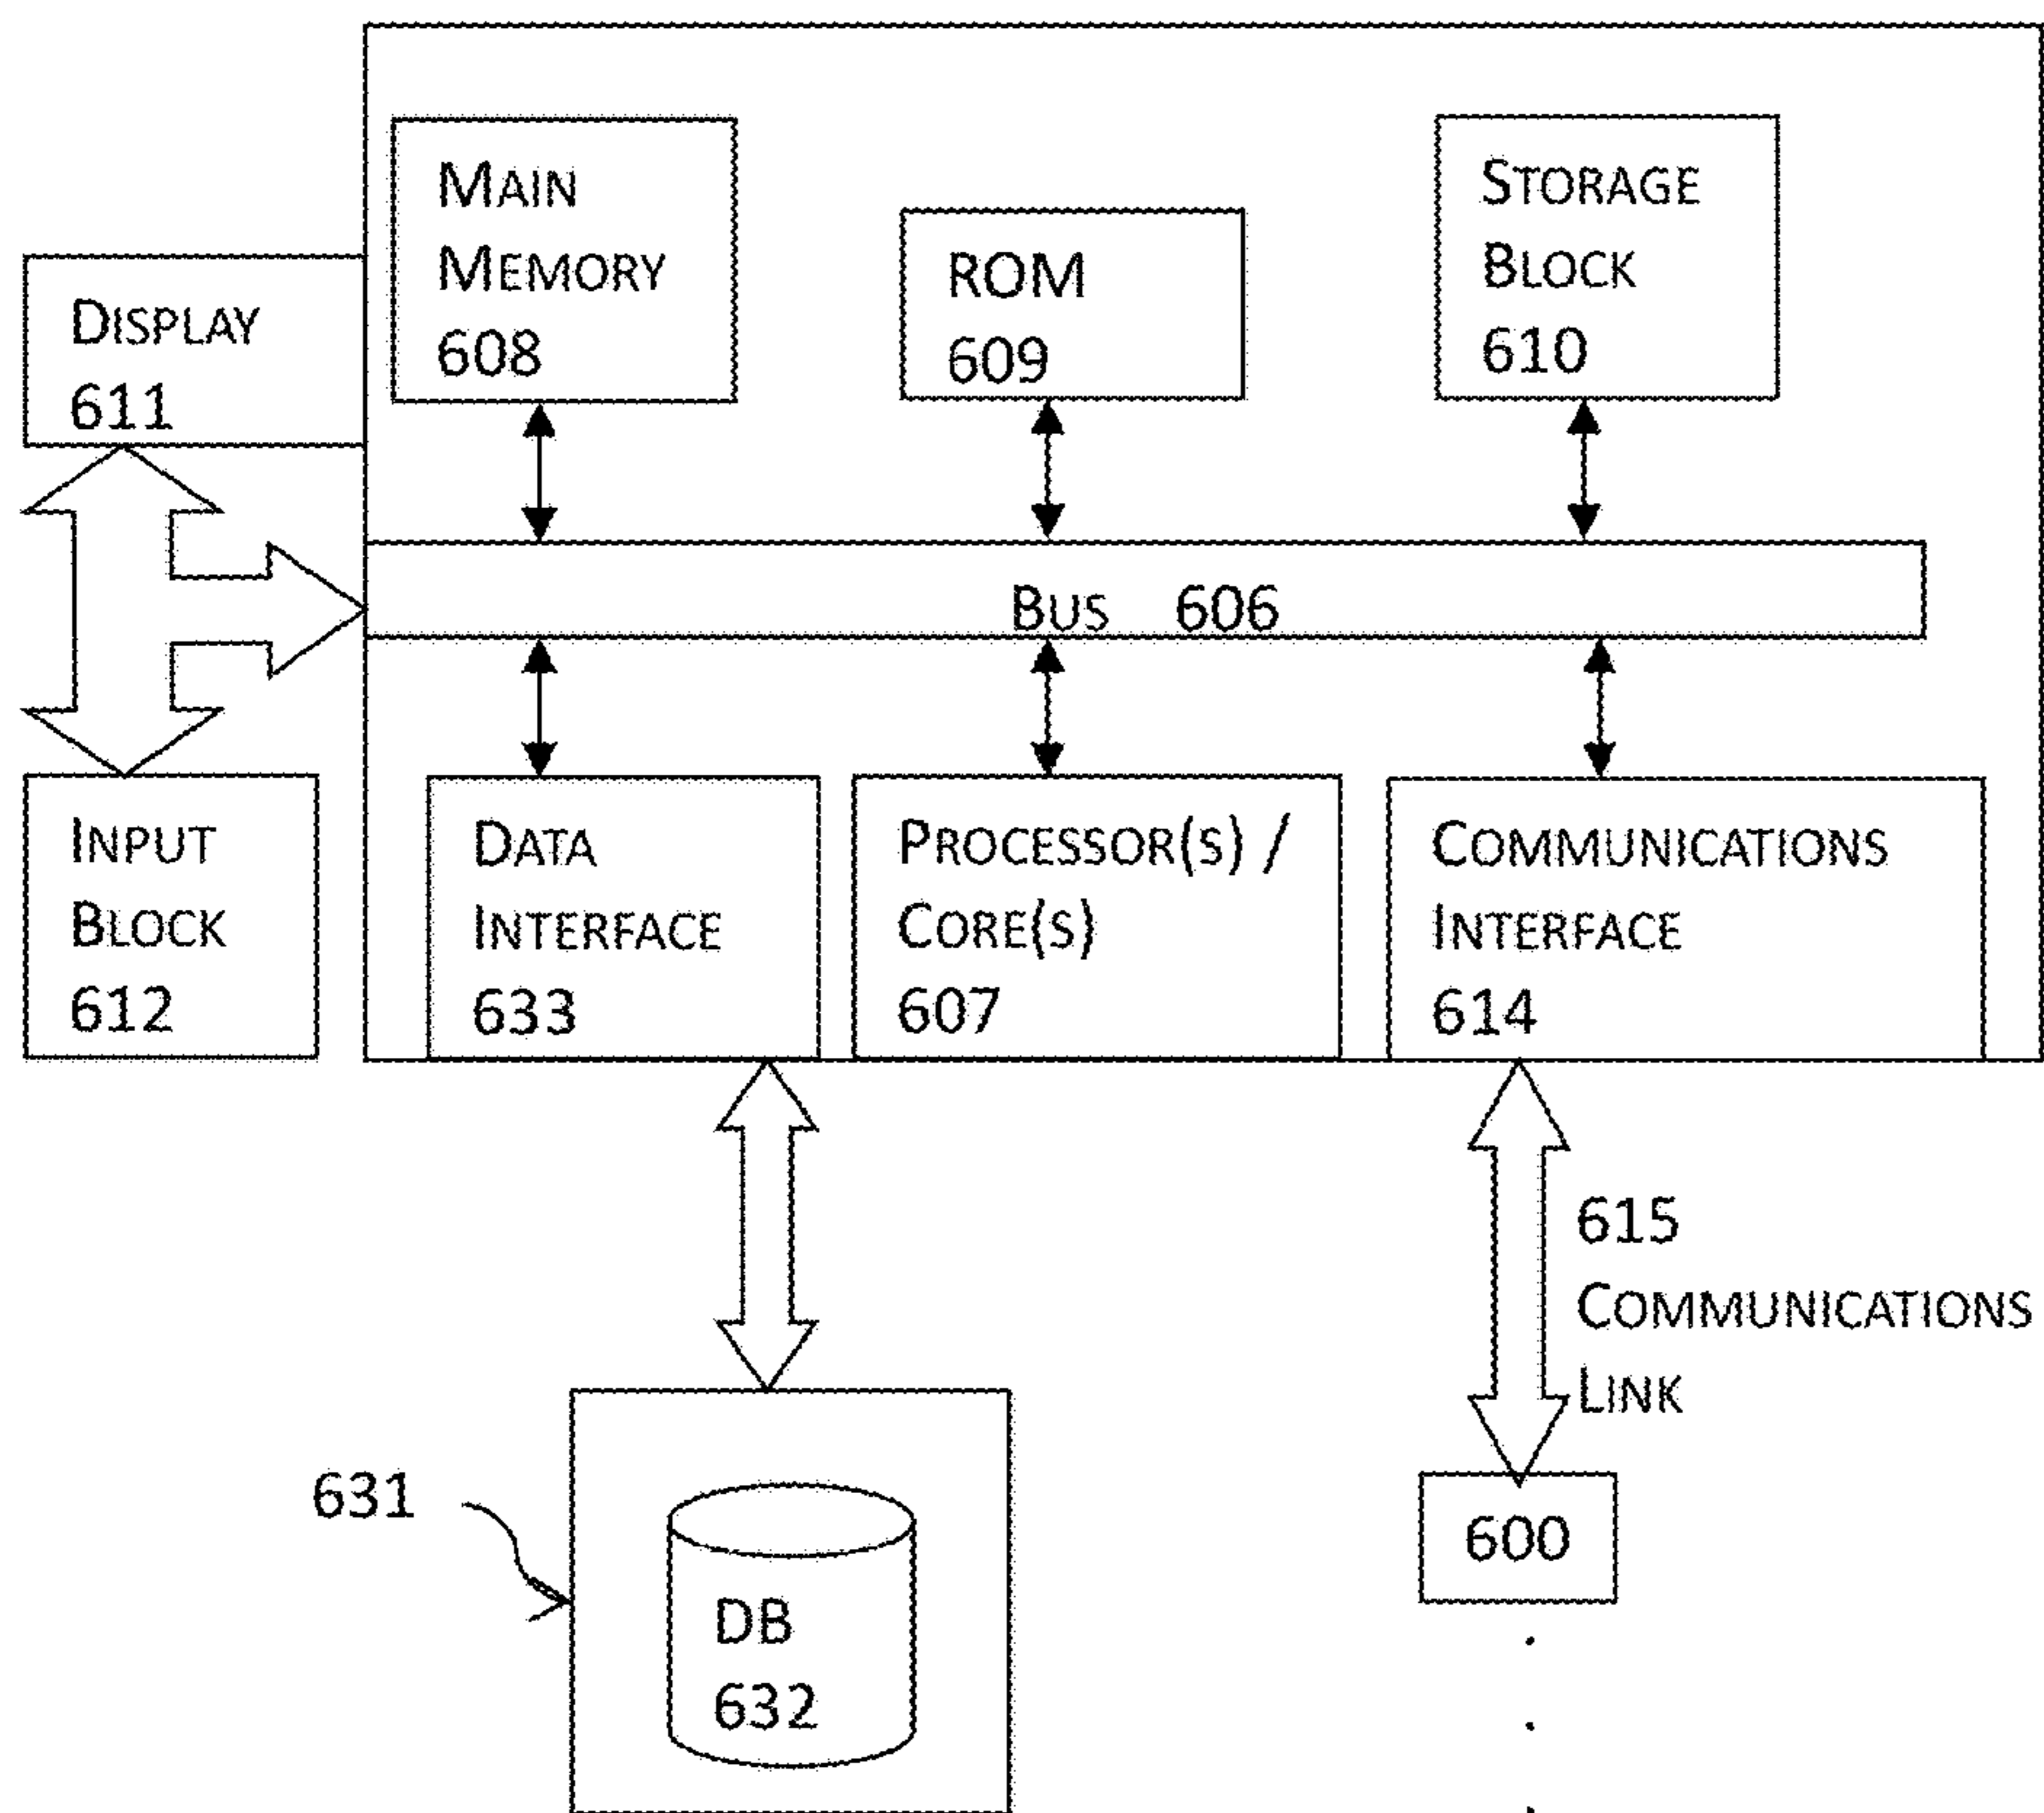 MAIN
MEMORY
608
ROM
609
STORAGE
BLOCK
610
DISPLAY
611
BUS 606
INPUT
BLOCK
612
DATA
INTERFACE
633
PROCESSOR(S) /
CORE(S)
607
COMMUNICATIONS
INTERFACE
614
615
COMMUNICATIONS
LINK
631
DB
632
600